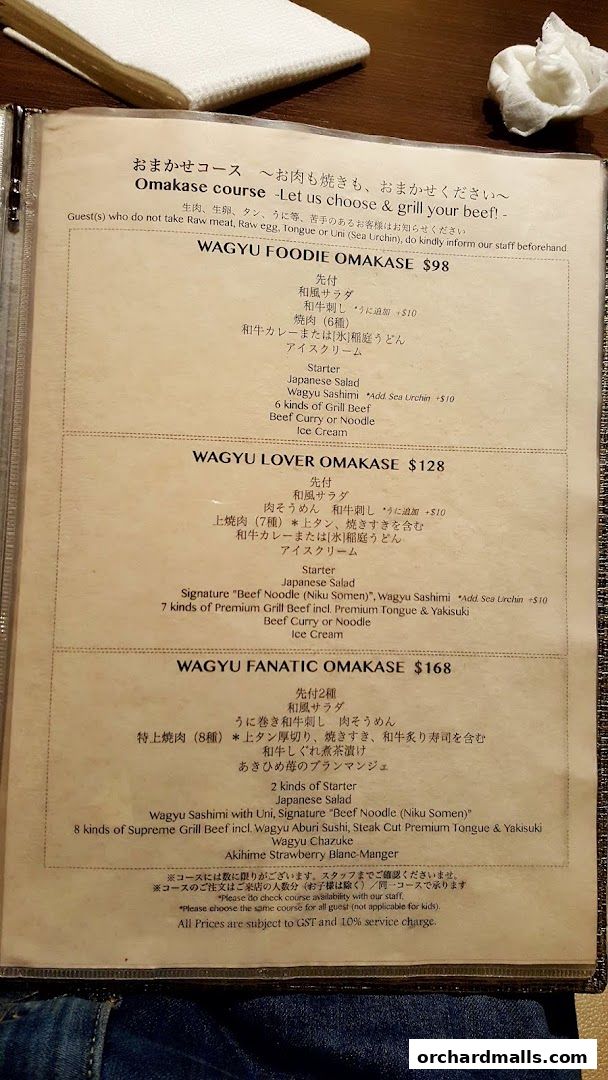 おまかせコース ～お肉も焼きも、おまかせください～
Omakase course -Let us choose & grill your beef! -
生肉、生卵、タン、うに等、苦手のあるお客様はお知らせください
Guest(s) who do not take Raw meat, Raw egg, Tongue or Uni (Sea Urchin), do kindly inform our staff beforehand
WAGYU FOODIE OMAKASE $98
先付
和風サラダ
和牛刺し *うに追加 +$10
焼肉（6種）
和牛カレーまたは[氷]稲庭うどん
アイスクリーム
Starter
Japanese Salad
Wagyu Sashimi *Add. Sea Urchin +$10
6 kinds of Grill Beef
Beef Curry or Noodle
Ice Cream
WAGYU LOVER OMAKASE $128
先付
和風サラダ
肉そうめん 和牛刺し *うに追加 +$10
上焼肉（7種）＊上タン、焼きすきを含む
和牛カレーまたは[氷]稲庭うどん
アイスクリーム
Starter
Japanese Salad
Signature "Beef Noodle (Niku Somen)", Wagyu Sashimi *Add. Sea Urchin +$10
7 kinds of Premium Grill Beef incl. Premium Tongue & Yakisuki
Beef Curry or Noodle
Ice Cream
WAGYU FANATIC OMAKASE $168
先付2種
和風サラダ
うに巻き和牛刺し 肉そうめん
特上焼肉（8種）＊上タン厚切り、焼きすき、和牛炙り寿司を含む
和牛しぐれ煮茶漬け
あきひめ苺のブランマンジェ
2 kinds of Starter
Japanese Salad
Wagyu Sashimi with Uni, Signature "Beef Noodle (Niku Somen)"
8 kinds of Supreme Grill Beef incl. Wagyu Aburi Sushi, Steak Cut Premium Tongue & Yakisuki
Wagyu Chazuke
Akihime Strawberry Blanc-Manger
※コースには数に限りがございます。スタッフまでご確認くださいませ。
※コースのご注文はご来店の人数分（お子様は除く）／同一コースで承ります
*Please do check course availability with our staff.
*Please choose the same course for all guest (not applicable for kids).
All Prices are subject to GST and 10% service charge.
orchardmalls.com